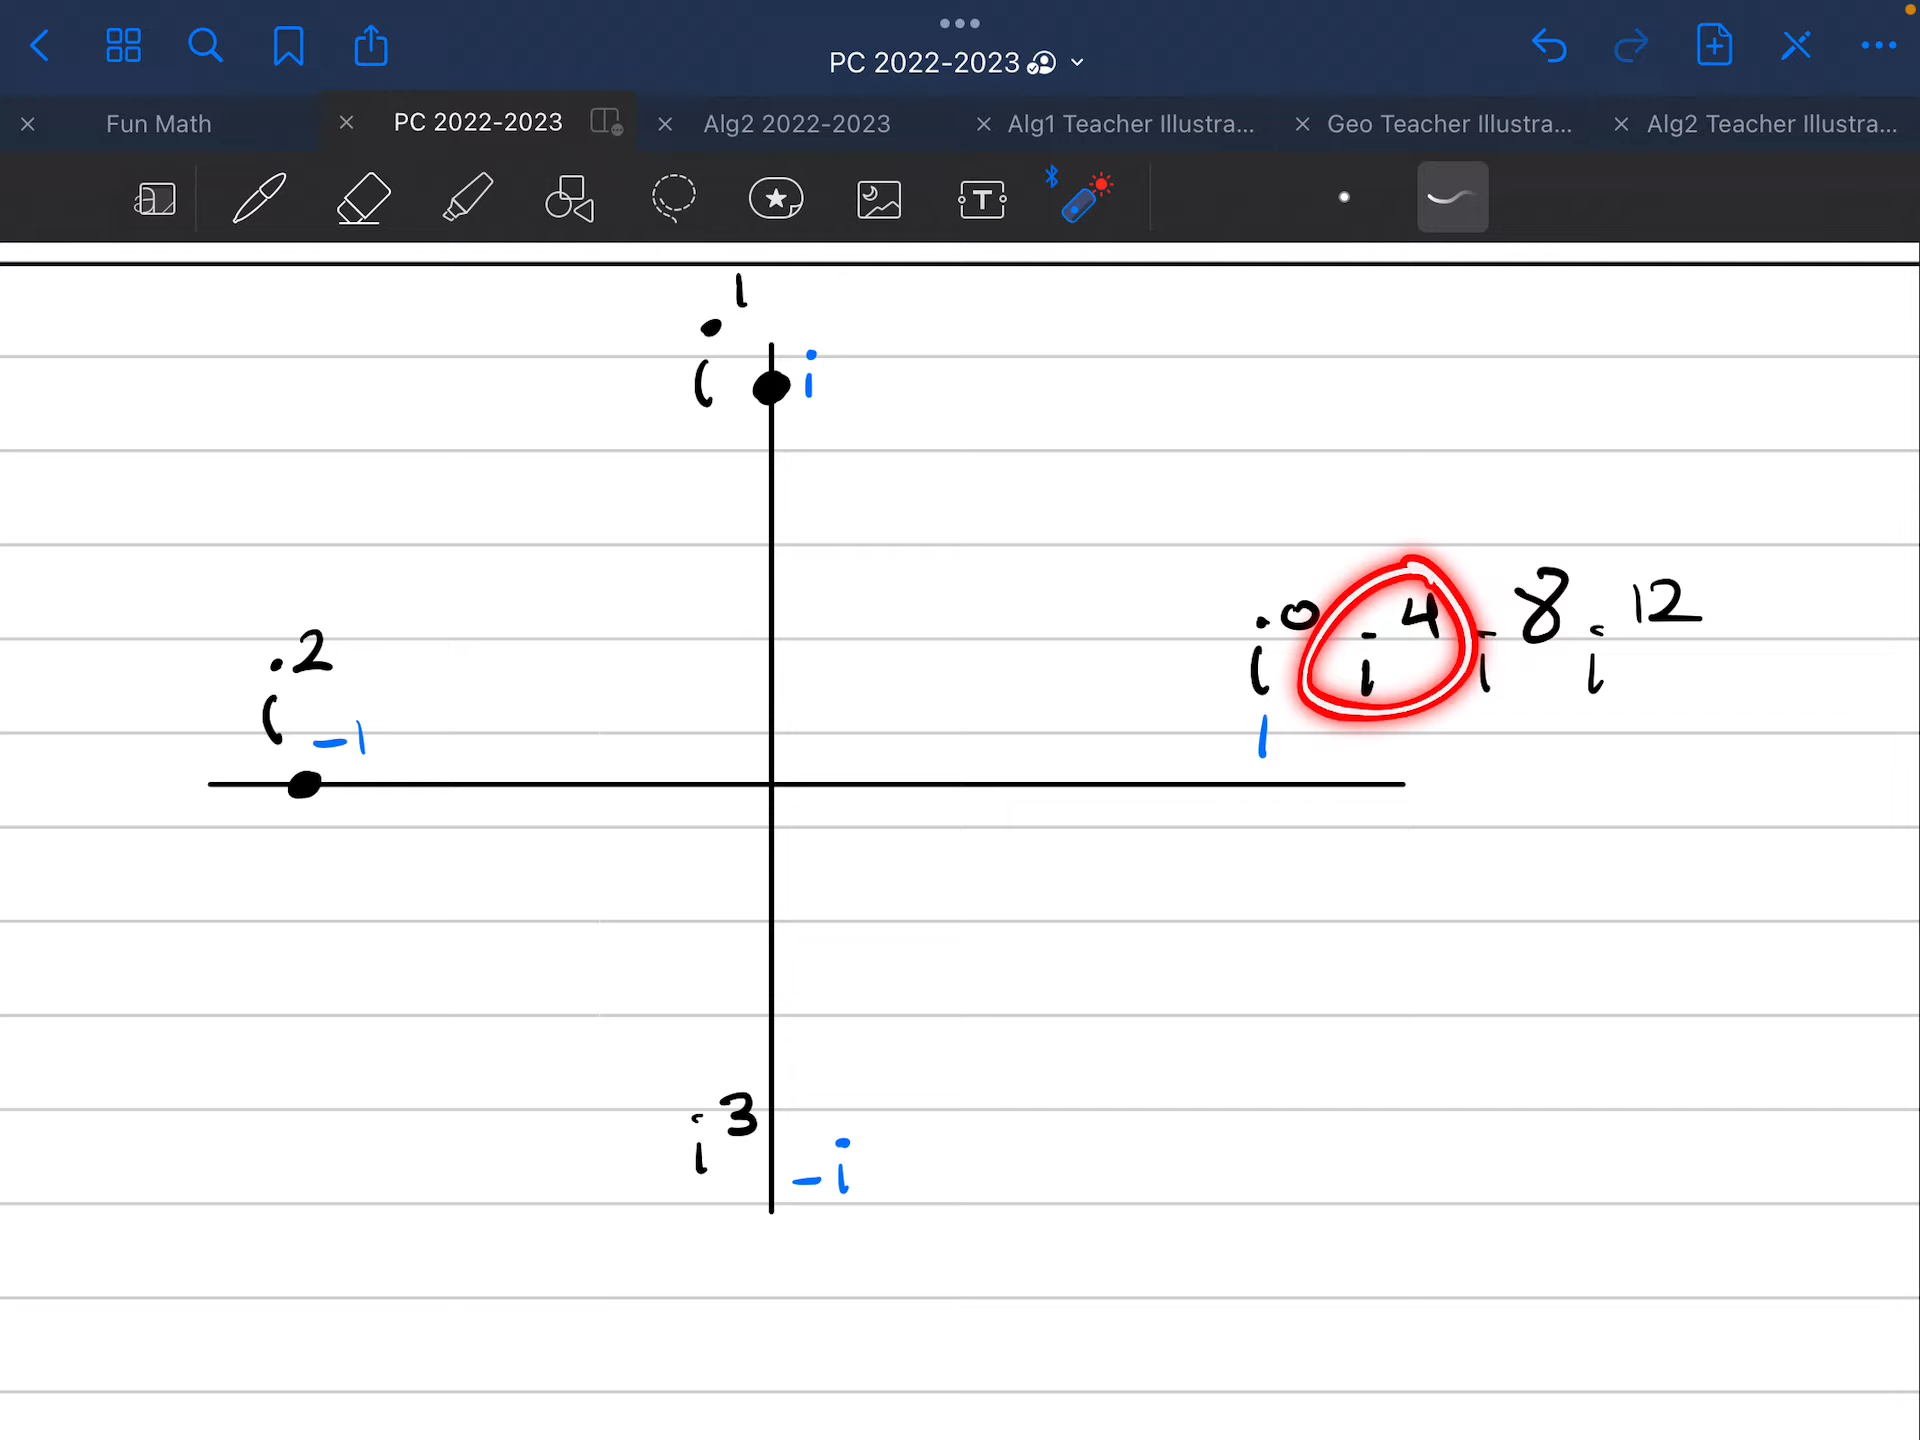 PC 2022-2023
Fun Math
PC 2022-2023
Alg2 2022-2023
Alg1 Teacher Illustra...
Geo Teacher Illustra...
Alg2 Teacher Illustra...
i¹ i
i⁰ i⁴ i⁸ i¹²
1
i²
-1
i³
-i